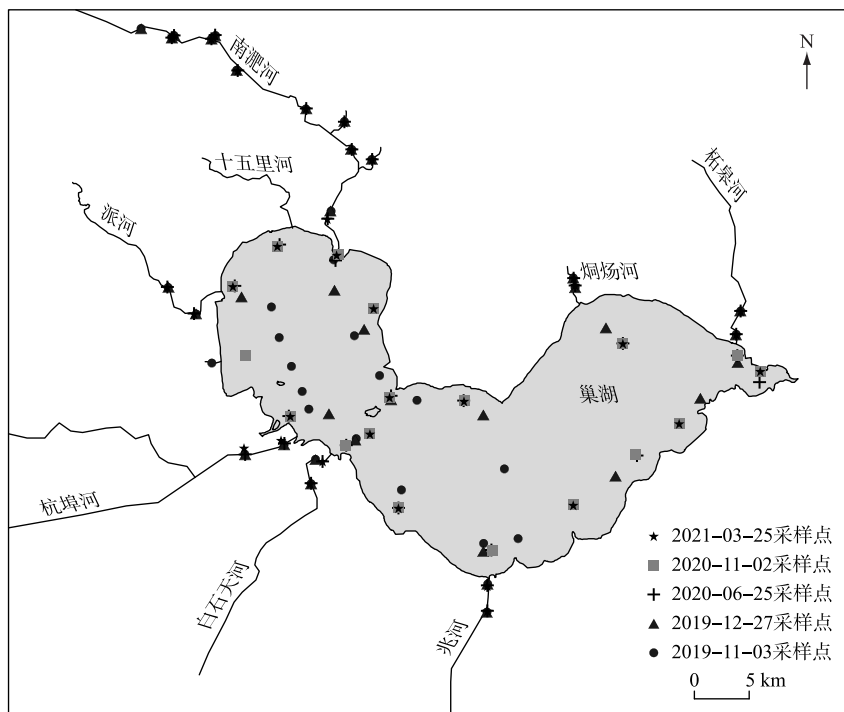 N
南淝河
十五里河
柘皋河
派河
烔炀河
巢湖
杭埠河
白石天河
兆河
2021-03-25采样点
2020-11-02采样点
2020-06-25采样点
2019-12-27采样点
2019-11-03采样点
0 5 km